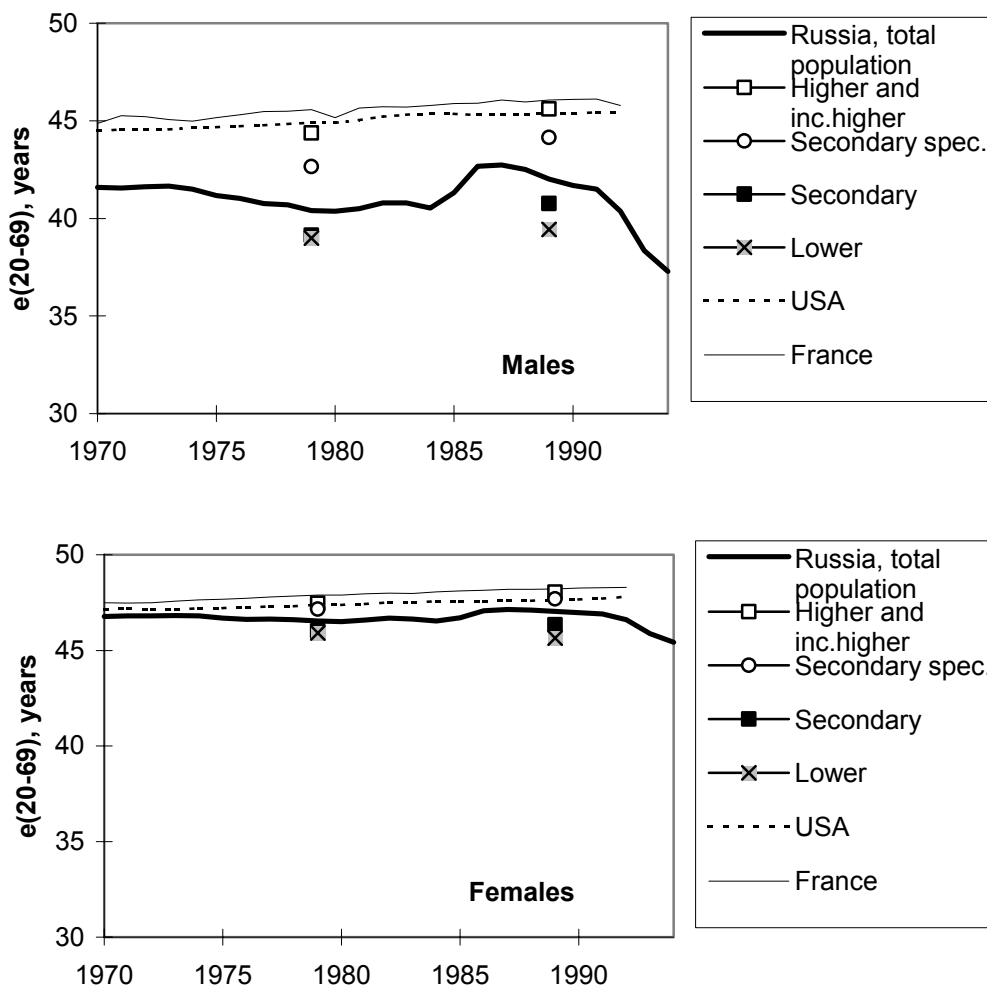 50
45
40
35
30
e(20-69), years
1970
1975
1980
1985
1990
Males
Russia, total
population
Higher and
inc.higher
Secondary spec.
Secondary
Lower
USA
France
50
45
40
35
30
e(20-69), years
1970
1975
1980
1985
1990
Females
Russia, total
population
Higher and
inc.higher
Secondary spec.
Secondary
Lower
USA
France